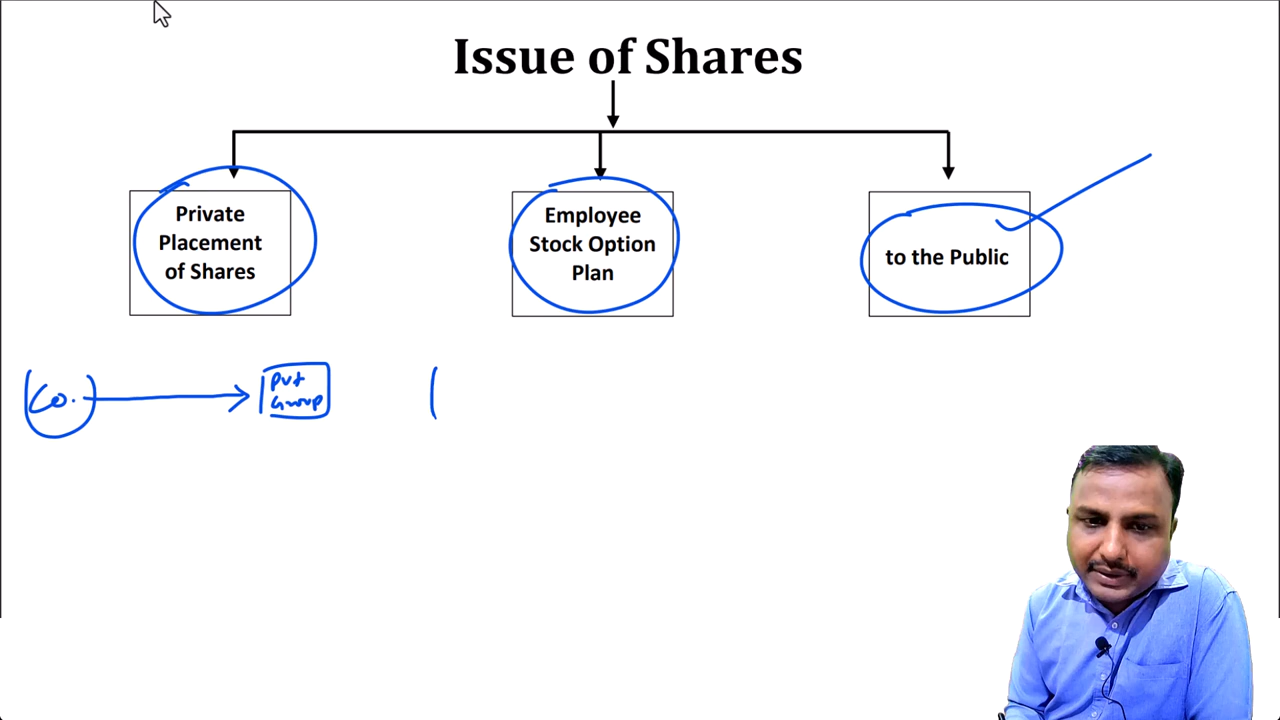 Issue of Shares
Private
Placement
of Shares
Employee
Stock Option
Plan
to the Public
Co.
Pvt
Group